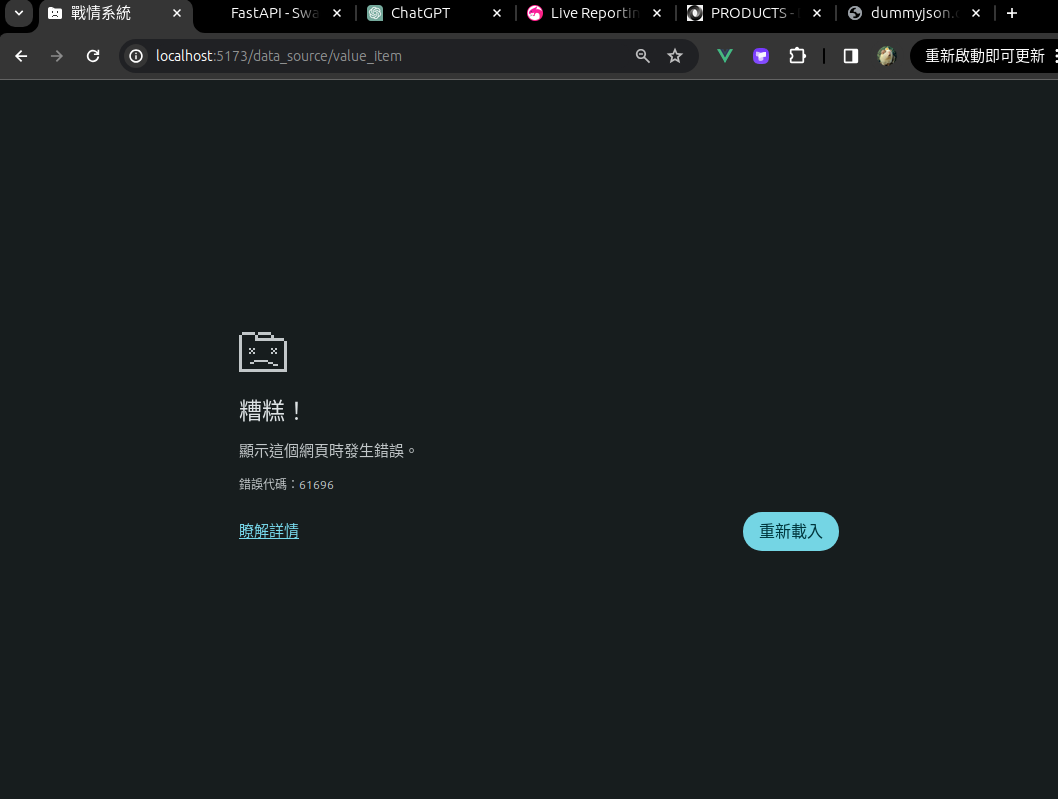 戰情系統
FastAPI - Swa
ChatGPT
Live Reportin
PRODUCTS -
dummyjson.
localhost:5173/data_source/value_item
重新啟動即可更新
糟糕！
顯示這個網頁時發生錯誤。
錯誤代碼：61696
瞭解詳情
重新載入